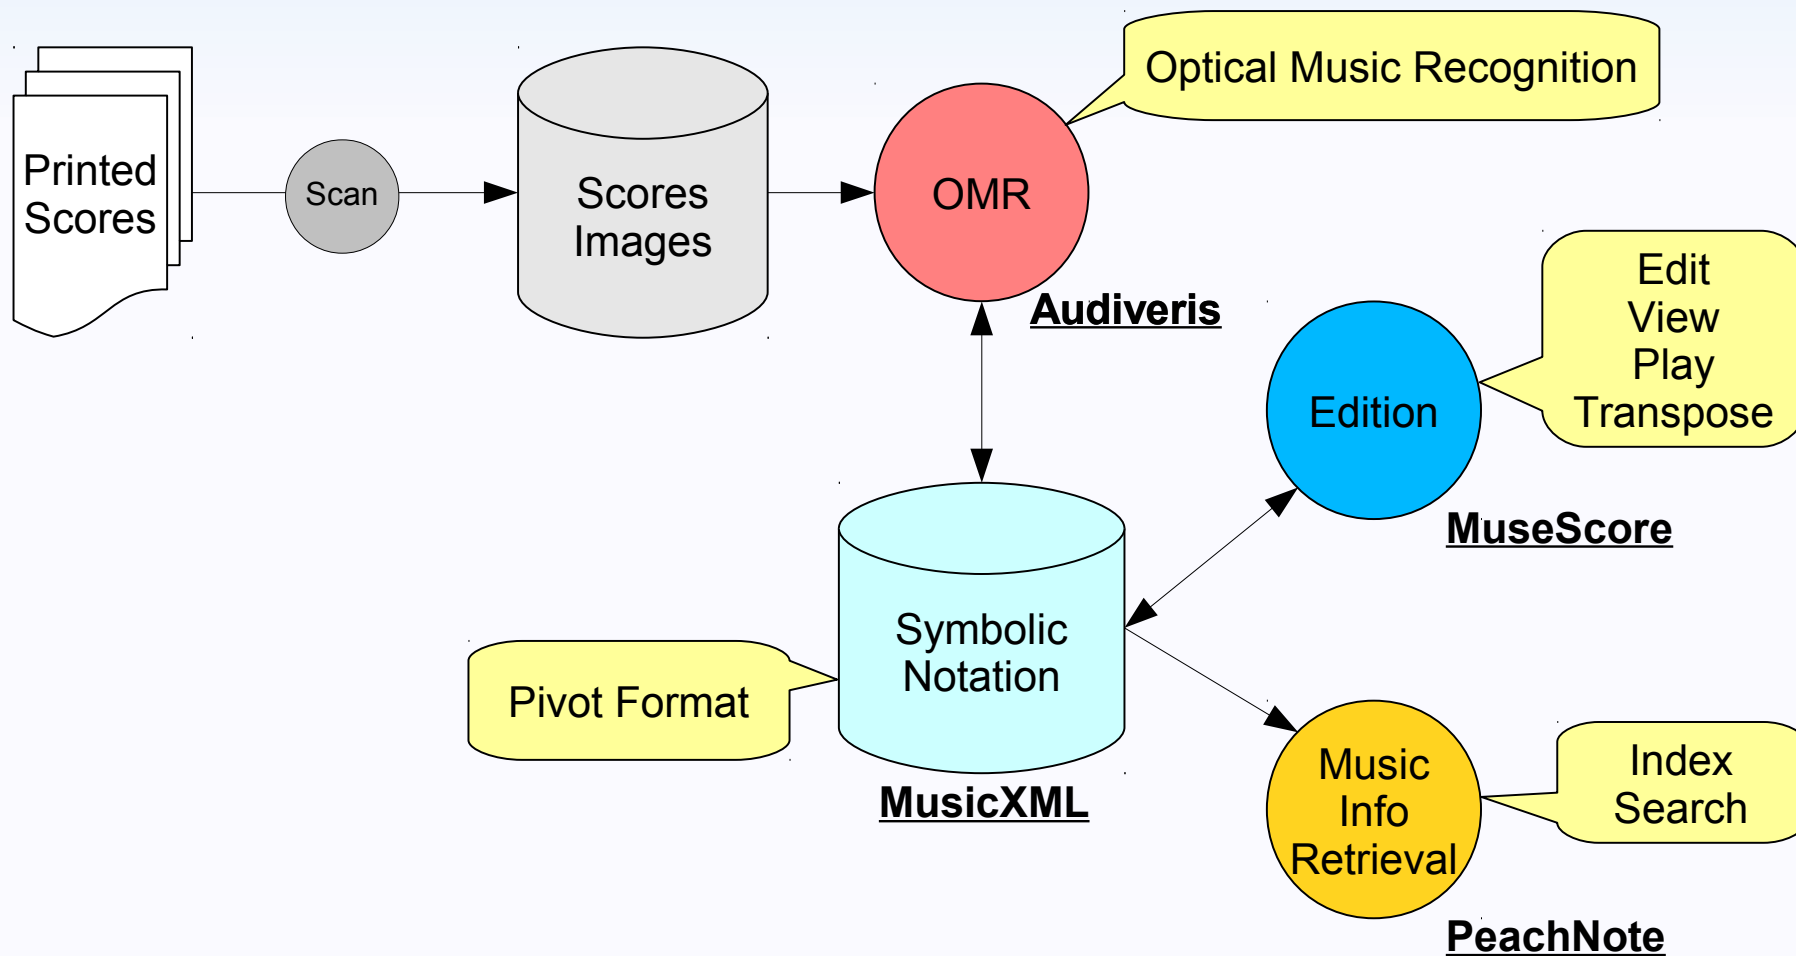 Optical Music Recognition
Printed
Scores
Scan
Scores
Images
OMR
Audiveris
Edit
View
Play
Transpose
Edition
MuseScore
Symbolic
Notation
Pivot Format
MusicXML
Music
Info
Retrieval
Index
Search
PeachNote